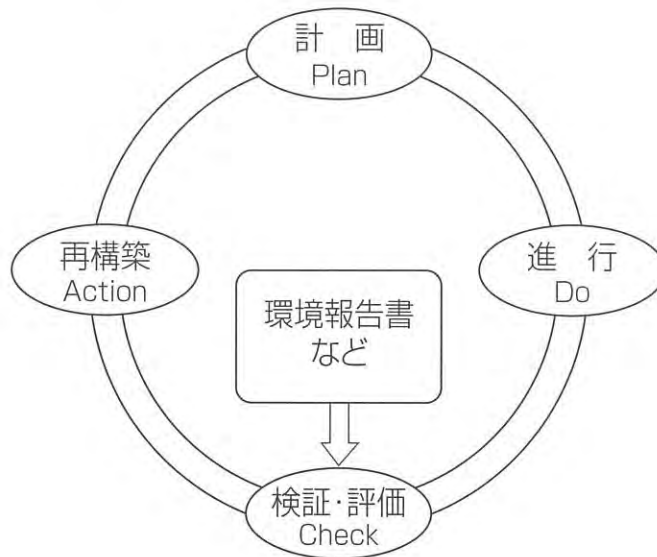 計　画
Plan
再構築
Action
進　行
Do
環境報告書
など
検証・評価
Check